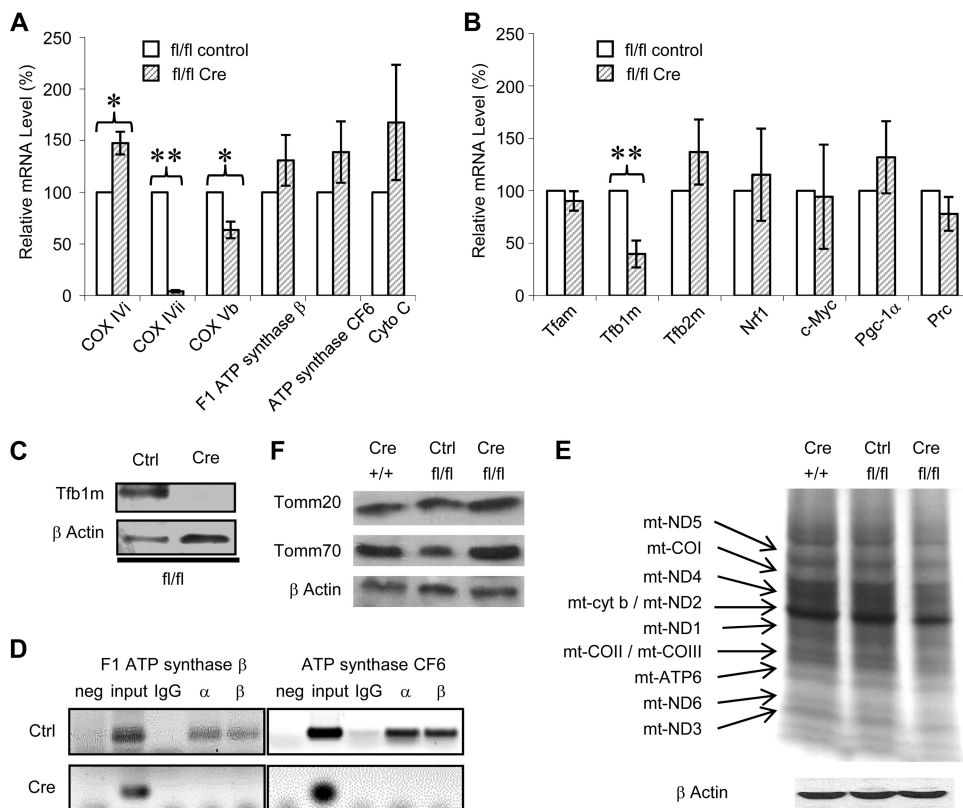 A
250
200
150
100
50
0
Relative mRNA Level (%)
fl/fl control
fl/fl Cre
*
**
*
COX IVi
COX IVii
COX Vb
F1 ATP synthase β
ATP synthase CF6
Cyto C
B
250
200
150
100
50
0
Relative mRNA Level (%)
fl/fl control
fl/fl Cre
**
Tfam
Tfb1m
Tfb2m
Nrf1
c-Myc
Pgc-1α
Prc
C
Ctrl Cre
Tfb1m
β Actin
fl/fl
F
Cre Ctrl Cre
+/+ fl/fl fl/fl
Tomm20
Tomm70
β Actin
E
Cre Ctrl Cre
+/+ fl/fl fl/fl
mt-ND5
mt-COI
mt-ND4
mt-cyt b / mt-ND2
mt-ND1
mt-COII / mt-COIII
mt-ATP6
mt-ND6
mt-ND3
β Actin
D
F1 ATP synthase β ATP synthase CF6
neg input IgG α β neg input IgG α β
Ctrl
Cre